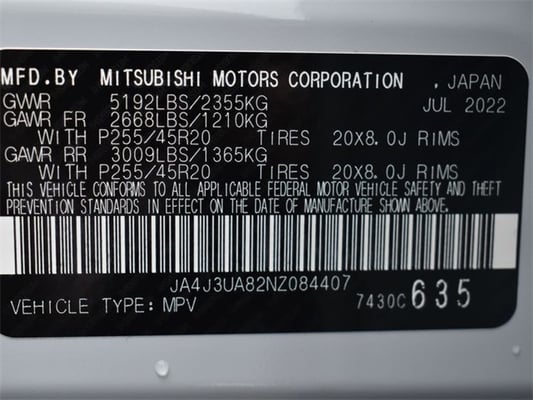 MFD.BY MITSUBISHI MOTORS CORPORATION , JAPAN
GVWR 5192LBS/2355KG JUL 2022
GAWR FR 2668LBS/1210KG
WITH P255/45R20 TIRES 20X8.0J RIMS
GAWR RR 3009LBS/1365KG
WITH P255/45R20 TIRES 20X8.0J RIMS
THIS VEHICLE CONFORMS TO ALL APPLICABLE FEDERAL MOTOR VEHICLE SAFETY AND THEFT
PREVENTION STANDARDS IN EFFECT ON THE DATE OF MANUFACTURE SHOWN ABOVE.
JA4J3UA82NZ084407
VEHICLE TYPE: MPV 7430C 635